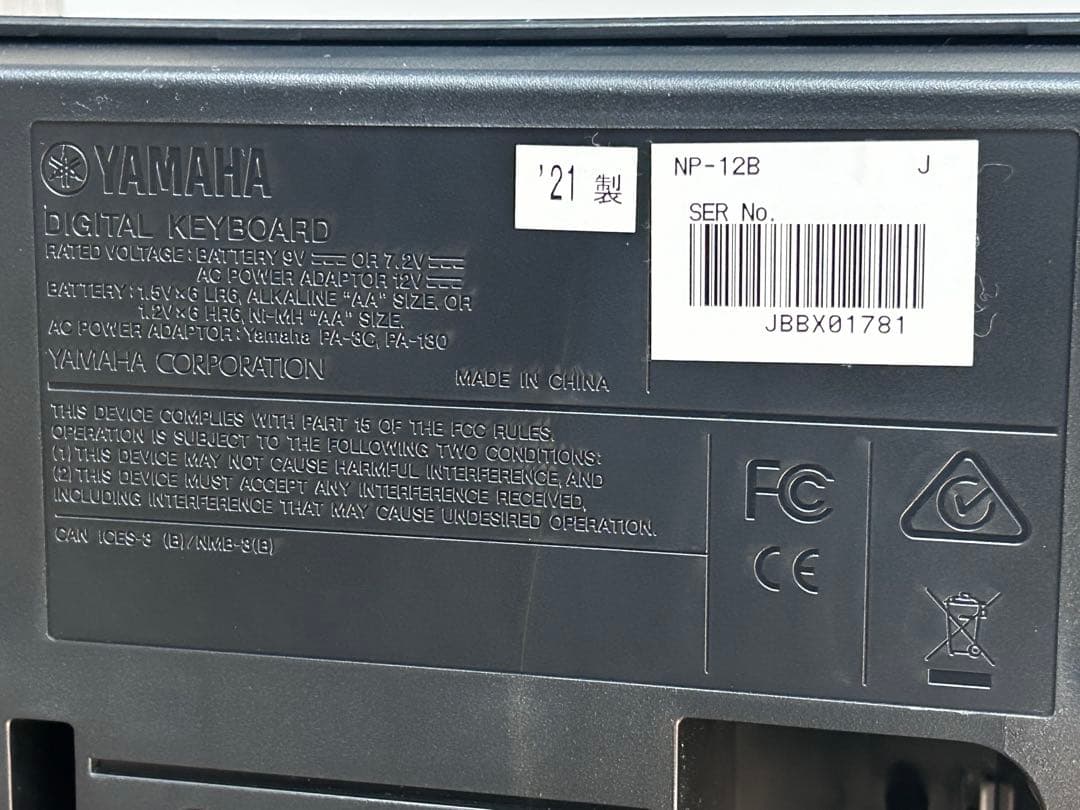 YAMAHA
DIGITAL KEYBOARD
RATED VOLTAGE : BATTERY 9V ⎓ OR 7.2V ⎓
AC POWER ADAPTOR 12V ⎓
BATTERY : 1.5V×6 LR6, ALKALINE "AA" SIZE. OR
1.2V×6 HR6, Ni-MH "AA" SIZE.
AC POWER ADAPTOR : Yamaha PA-3C, PA-130
YAMAHA CORPORATION
MADE IN CHINA
'21 製
NP-12B J
SER No.
JBBX01781
THIS DEVICE COMPLIES WITH PART 15 OF THE FCC RULES.
OPERATION IS SUBJECT TO THE FOLLOWING TWO CONDITIONS:
(1) THIS DEVICE MAY NOT CAUSE HARMFUL INTERFERENCE, AND
(2) THIS DEVICE MUST ACCEPT ANY INTERFERENCE RECEIVED,
INCLUDING INTERFERENCE THAT MAY CAUSE UNDESIRED OPERATION.
CAN ICES-3 (B)/NMB-3(B)
FC
CE